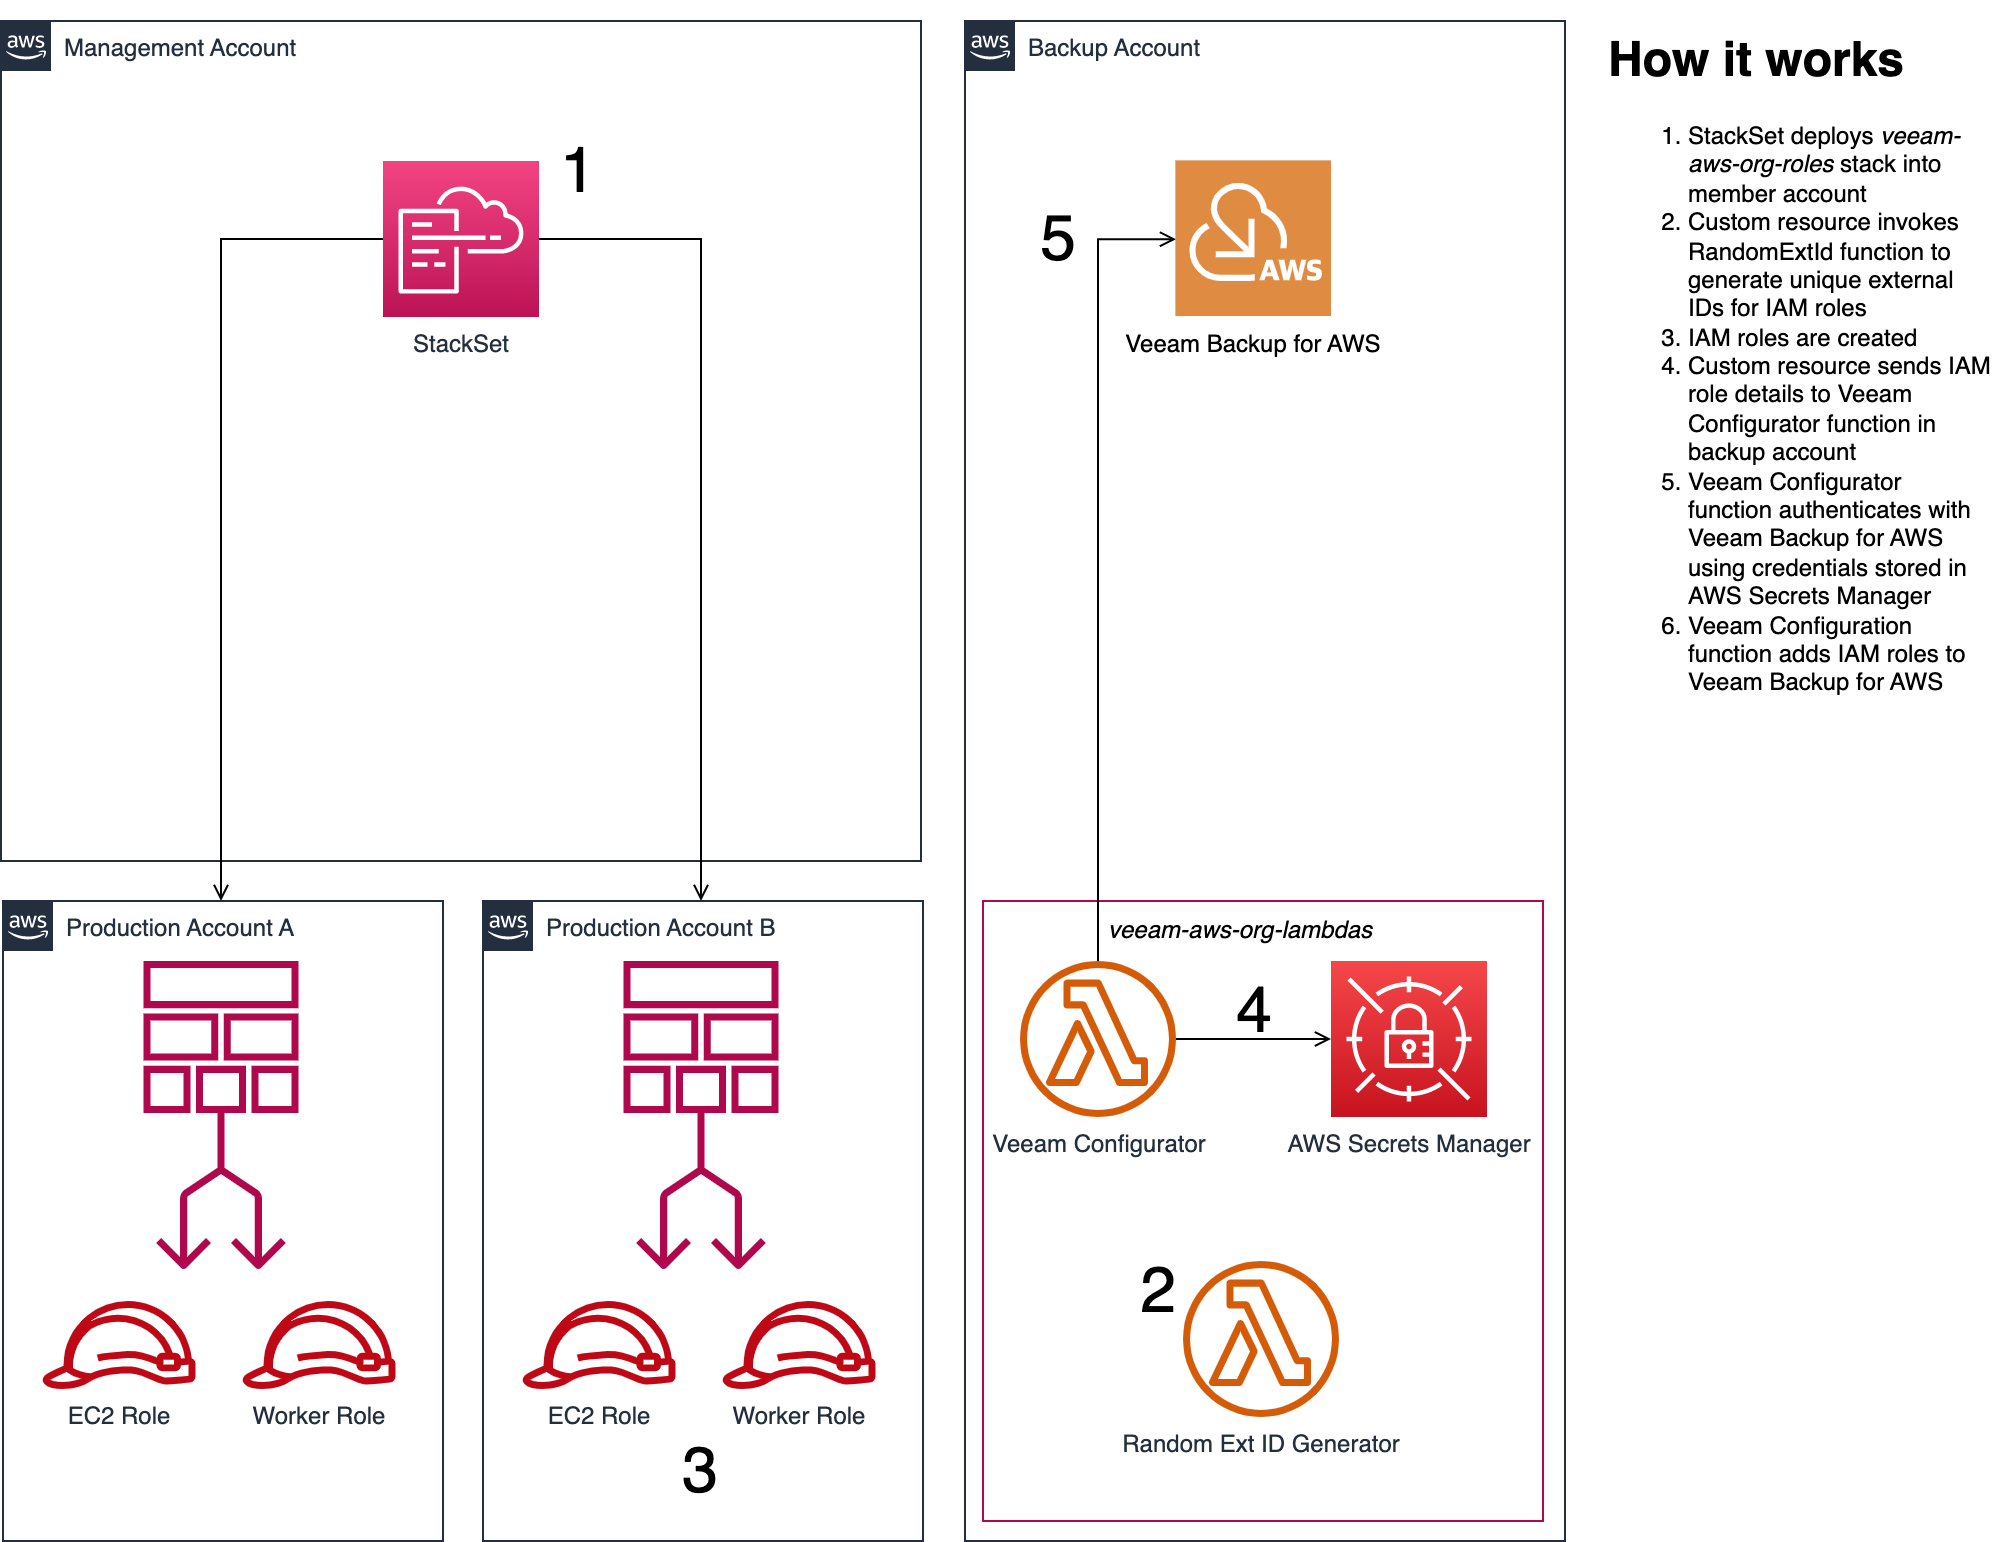 aws
Management Account
1
StackSet
aws
Backup Account
5
AWS
Veeam Backup for AWS
How it works
1. StackSet deploys veeam-
aws-org-roles stack into
member account
2. Custom resource invokes
RandomExtId function to
generate unique external
IDs for IAM roles
3. IAM roles are created
4. Custom resource sends IAM
role details to Veeam
Configurator function in
backup account
5. Veeam Configurator
function authenticates with
Veeam Backup for AWS
using credentials stored in
AWS Secrets Manager
6. Veeam Configuration
function adds IAM roles to
Veeam Backup for AWS
aws
Production Account A
EC2 Role
Worker Role
aws
Production Account B
EC2 Role
Worker Role
3
veeam-aws-org-lambdas
4
Veeam Configurator
AWS Secrets Manager
2
Random Ext ID Generator